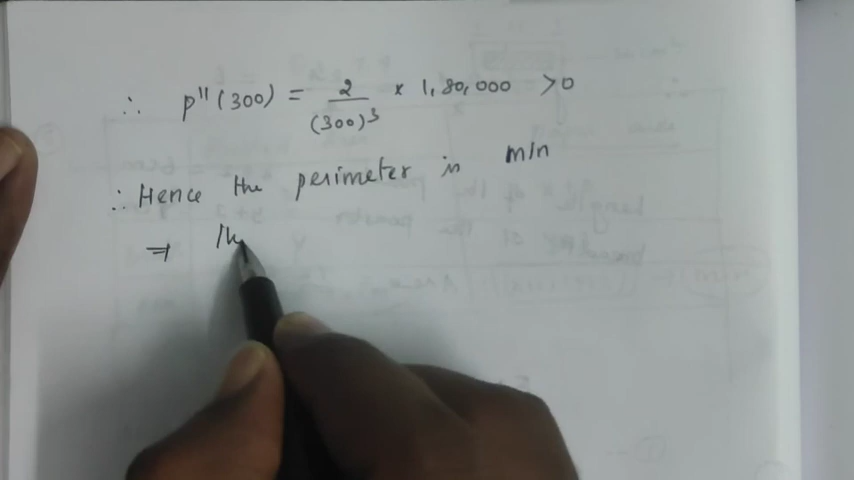 ∴ p"(300) = 2/(300)³ × 1,80,000 >0
∴ Hence the perimeter is min
⇒